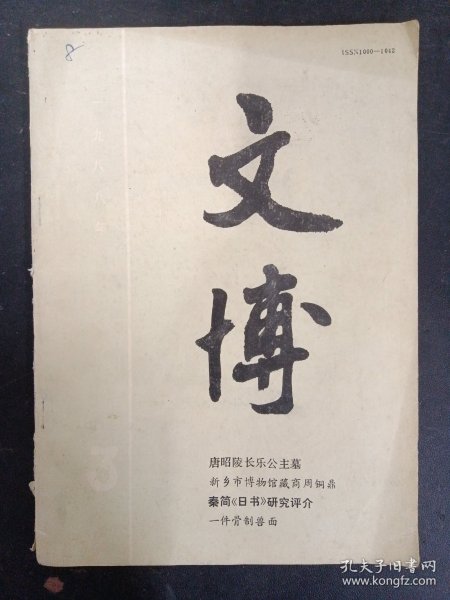 8
ISSN1000—1042
文博
3
唐昭陵长乐公主墓
新乡市博物馆藏商周铜鼎
秦简《日书》研究评介
一件骨制兽面
孔夫子旧书网
www.kongfz.com